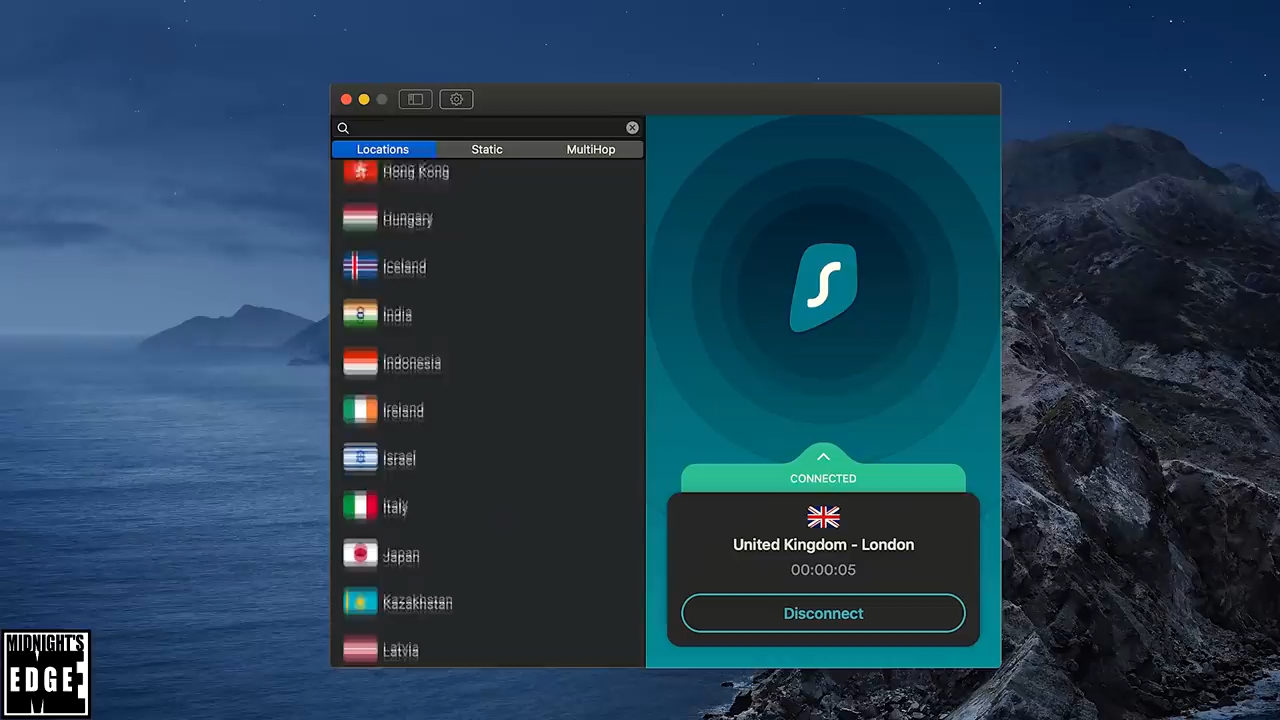 Locations
Static
MultiHop
Hong Kong
Hungary
Iceland
India
Indonesia
Ireland
Israel
Italy
Japan
Kazakhstan
Latvia
S
CONNECTED
United Kingdom - London
00:00:05
Disconnect
MIDNIGHT'S
EDGE